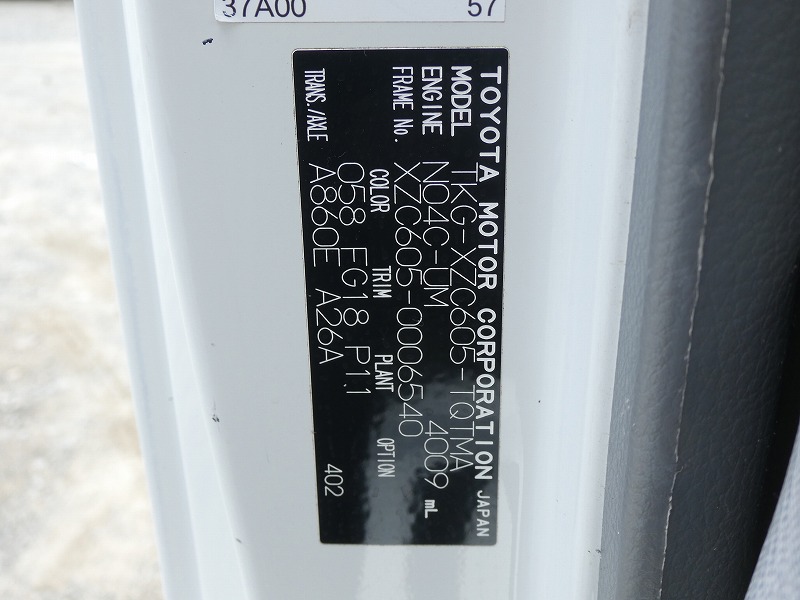 37A00 57
TOYOTA MOTOR CORPORATION JAPAN
MODEL TKG-XZC605-TQTMA
ENGINE N04C-UM 4009 mL
FRAME No. XZC605-0006540
COLOR TRIM PLANT OPTION
058 FG18 P11
TRANS./AXLE A860E A26A 402